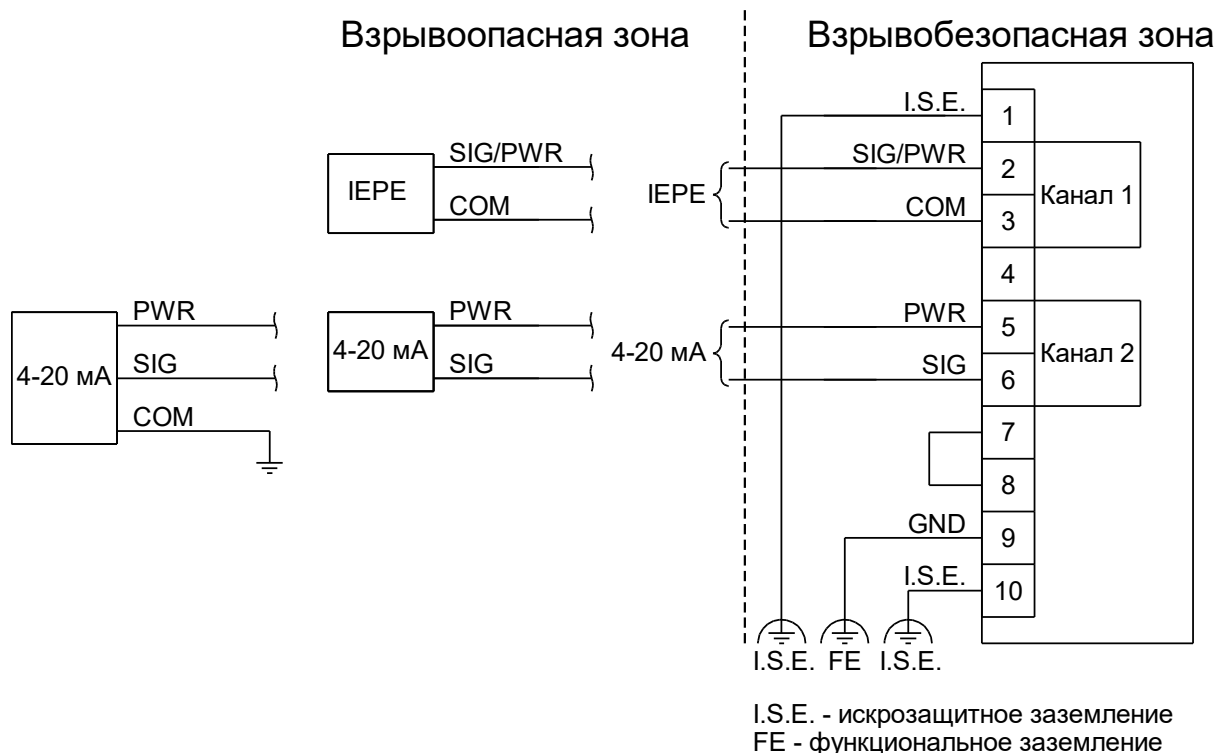 Взрывоопасная зона
Взрывобезопасная зона
I.S.E.
1
SIG/PWR
SIG/PWR
2
IEPE
IEPE
Канал 1
COM
COM
3
4
PWR
PWR
PWR
5
4-20 мА
4-20 мА
4-20 мА
Канал 2
SIG
SIG
SIG
6
COM
7
8
GND
9
I.S.E.
10
I.S.E.
FE
I.S.E.
I.S.E. - искрозащитное заземление
FE - функциональное заземление